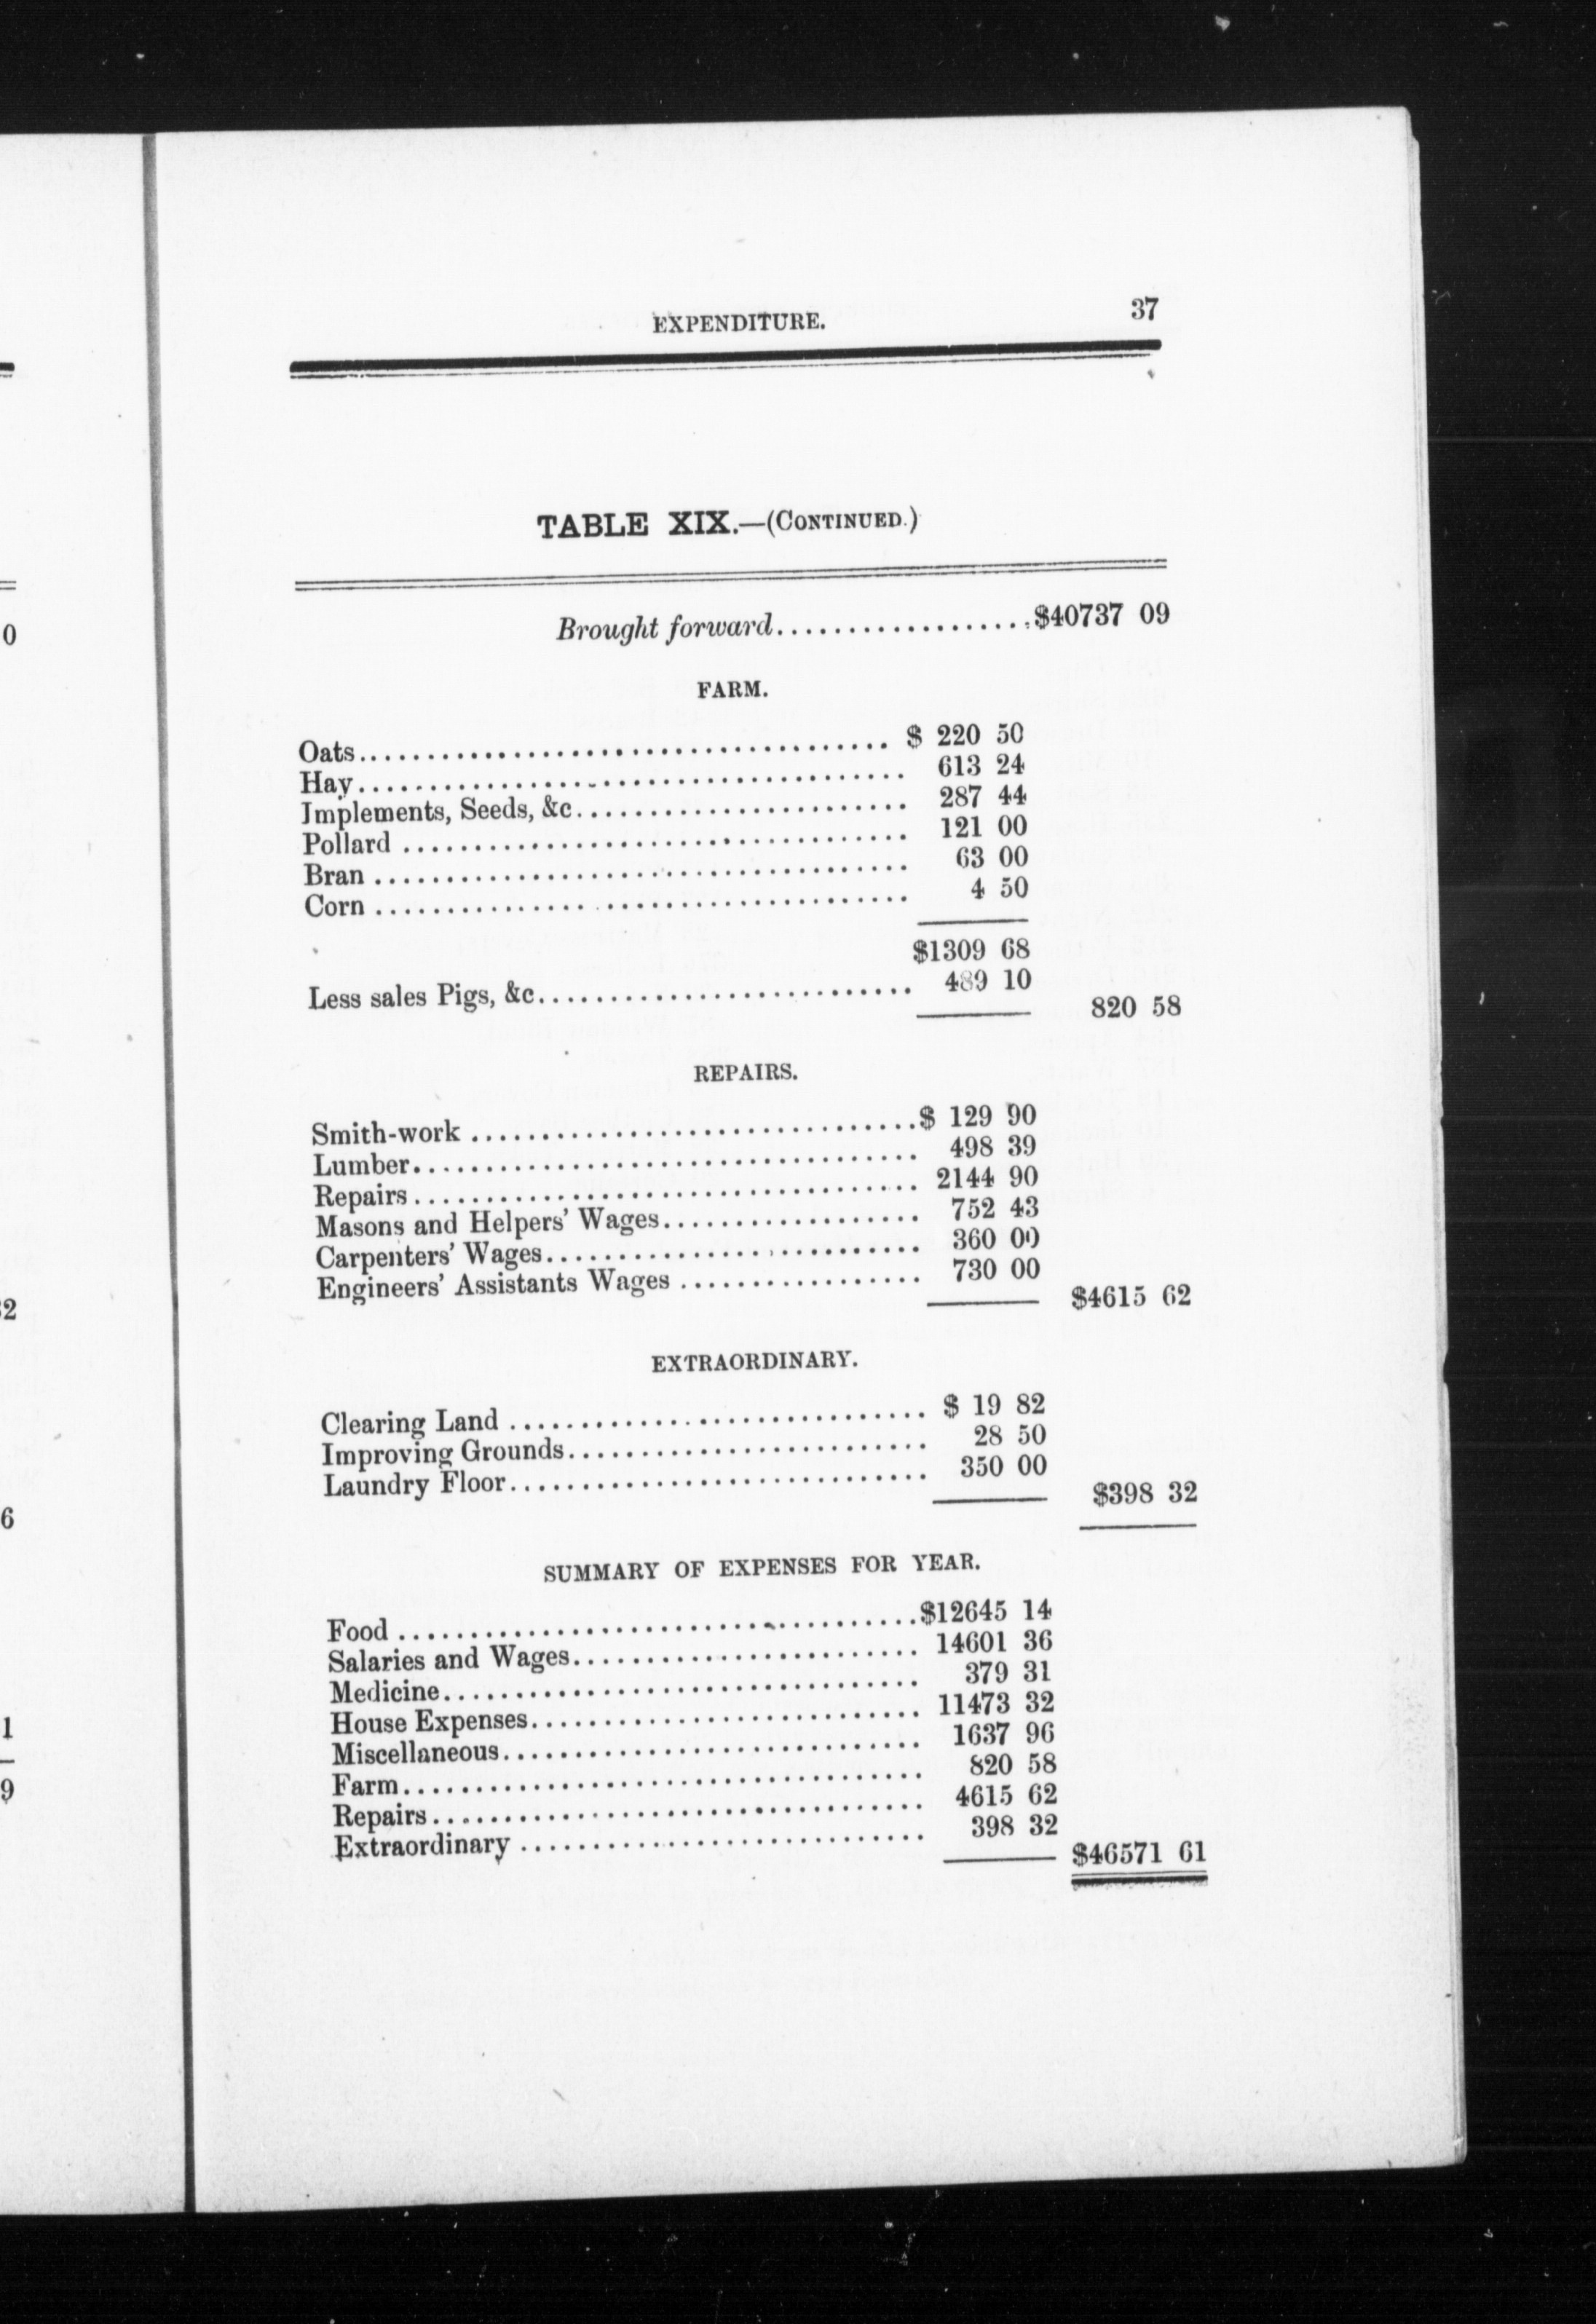 EXPENDITURE. 37
TABLE XIX.—(CONTINUED.)
Brought forward...................$40737 09
FARM.
Oats..................................... $ 220 50
Hay...................................... 613 24
Implements, Seeds, &c....................... 287 44
Pollard ................................... 121 00
Bran ..................................... 63 00
Corn ..................................... 4 50
$1309 68
Less sales Pigs, &c.......................... 489 10
820 58
REPAIRS.
Smith-work ...............................$ 129 90
Lumber................................... 498 39
Repairs................................... 2144 90
Masons and Helpers' Wages.................. 752 43
Carpenters' Wages.......................... 360 00
Engineers' Assistants Wages ................. 730 00
$4615 62
EXTRAORDINARY.
Clearing Land ............................. $ 19 82
Improving Grounds......................... 28 50
Laundry Floor............................. 350 00
$398 32
SUMMARY OF EXPENSES FOR YEAR.
Food ....................................$12645 14
Salaries and Wages........................ 14601 36
Medicine................................. 379 31
House Expenses........................... 11473 32
Miscellaneous............................. 1637 96
Farm.................................... 820 58
Repairs.................................. 4615 62
Extraordinary ............................ 398 32
$46571 61
0
32
6
1
9